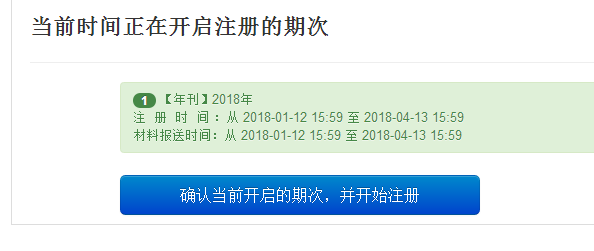 当前时间正在开启注册的期次
1 【年刊】2018年
注 册 时 间 ：从 2018-01-12 15:59 至 2018-04-13 15:59
材料报送时间：从 2018-01-12 15:59 至 2018-04-13 15:59
确认当前开启的期次，并开始注册